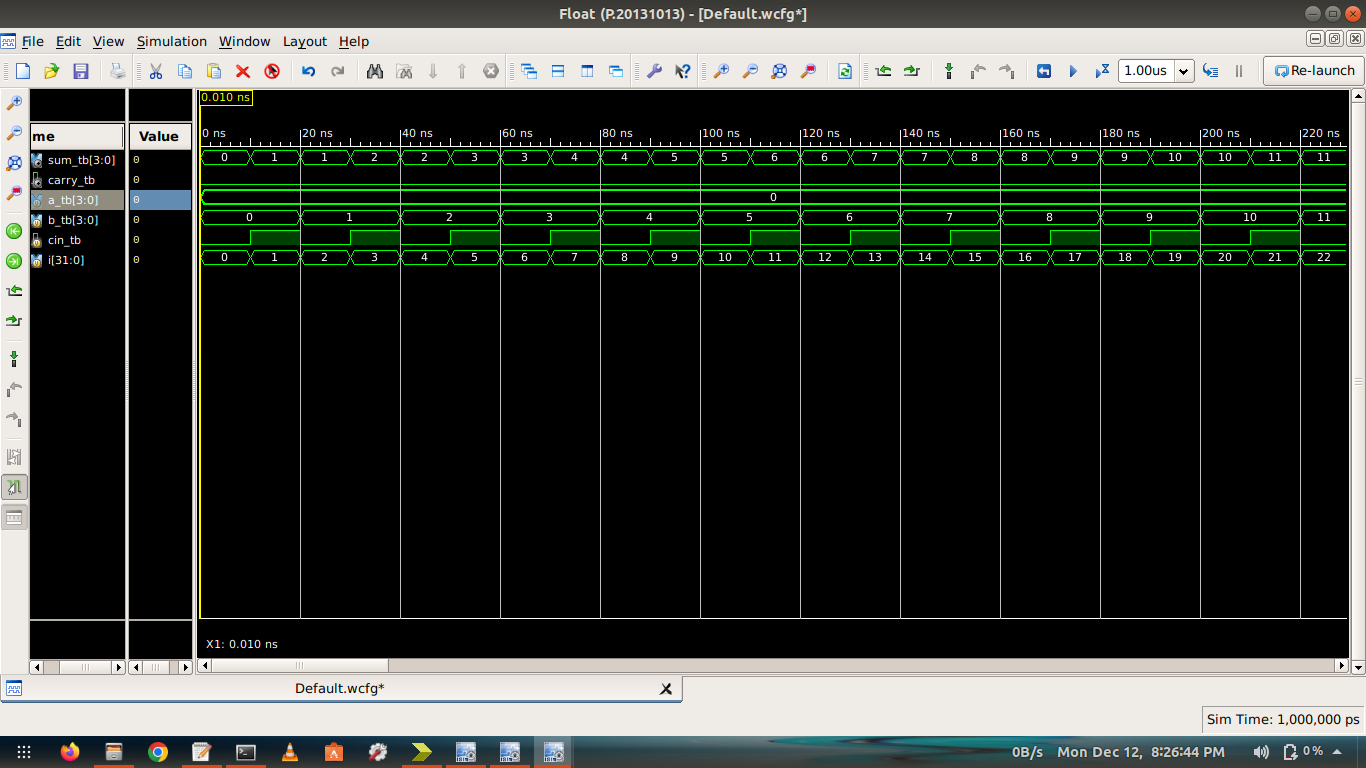 Float (P.20131013) - [Default.wcfg*]
File Edit View Simulation Window Layout Help
1.00us Re-launch
0.010 ns
me Value
0 ns 20 ns 40 ns 60 ns 80 ns 100 ns 120 ns 140 ns 160 ns 180 ns 200 ns 220 ns
sum_tb[3:0] 0 0 1 1 2 2 3 3 4 4 5 5 6 6 7 7 8 8 9 9 10 10 11 11
carry_tb 0
a_tb[3:0] 0 0
b_tb[3:0] 0 0 1 2 3 4 5 6 7 8 9 10 11
cin_tb 0
i[31:0] 0 0 1 2 3 4 5 6 7 8 9 10 11 12 13 14 15 16 17 18 19 20 21 22
X1: 0.010 ns
Default.wcfg*
Sim Time: 1,000,000 ps
0B/s Mon Dec 12, 8:26:44 PM 0 %